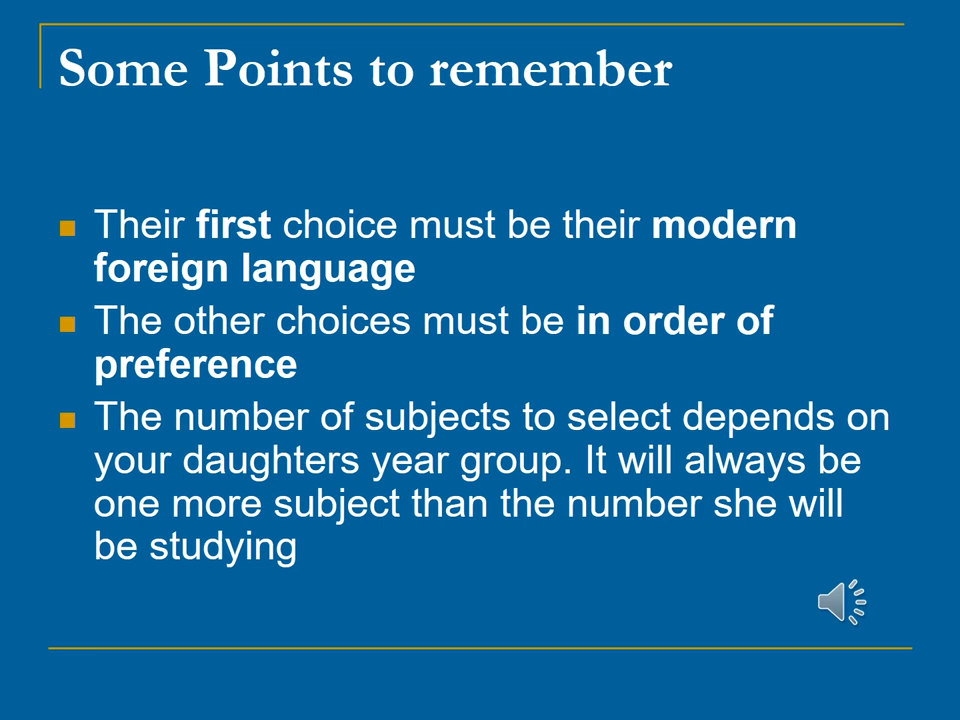 Some Points to remember
Their first choice must be their modern
foreign language
The other choices must be in order of
preference
The number of subjects to select depends on
your daughters year group. It will always be
one more subject than the number she will
be studying